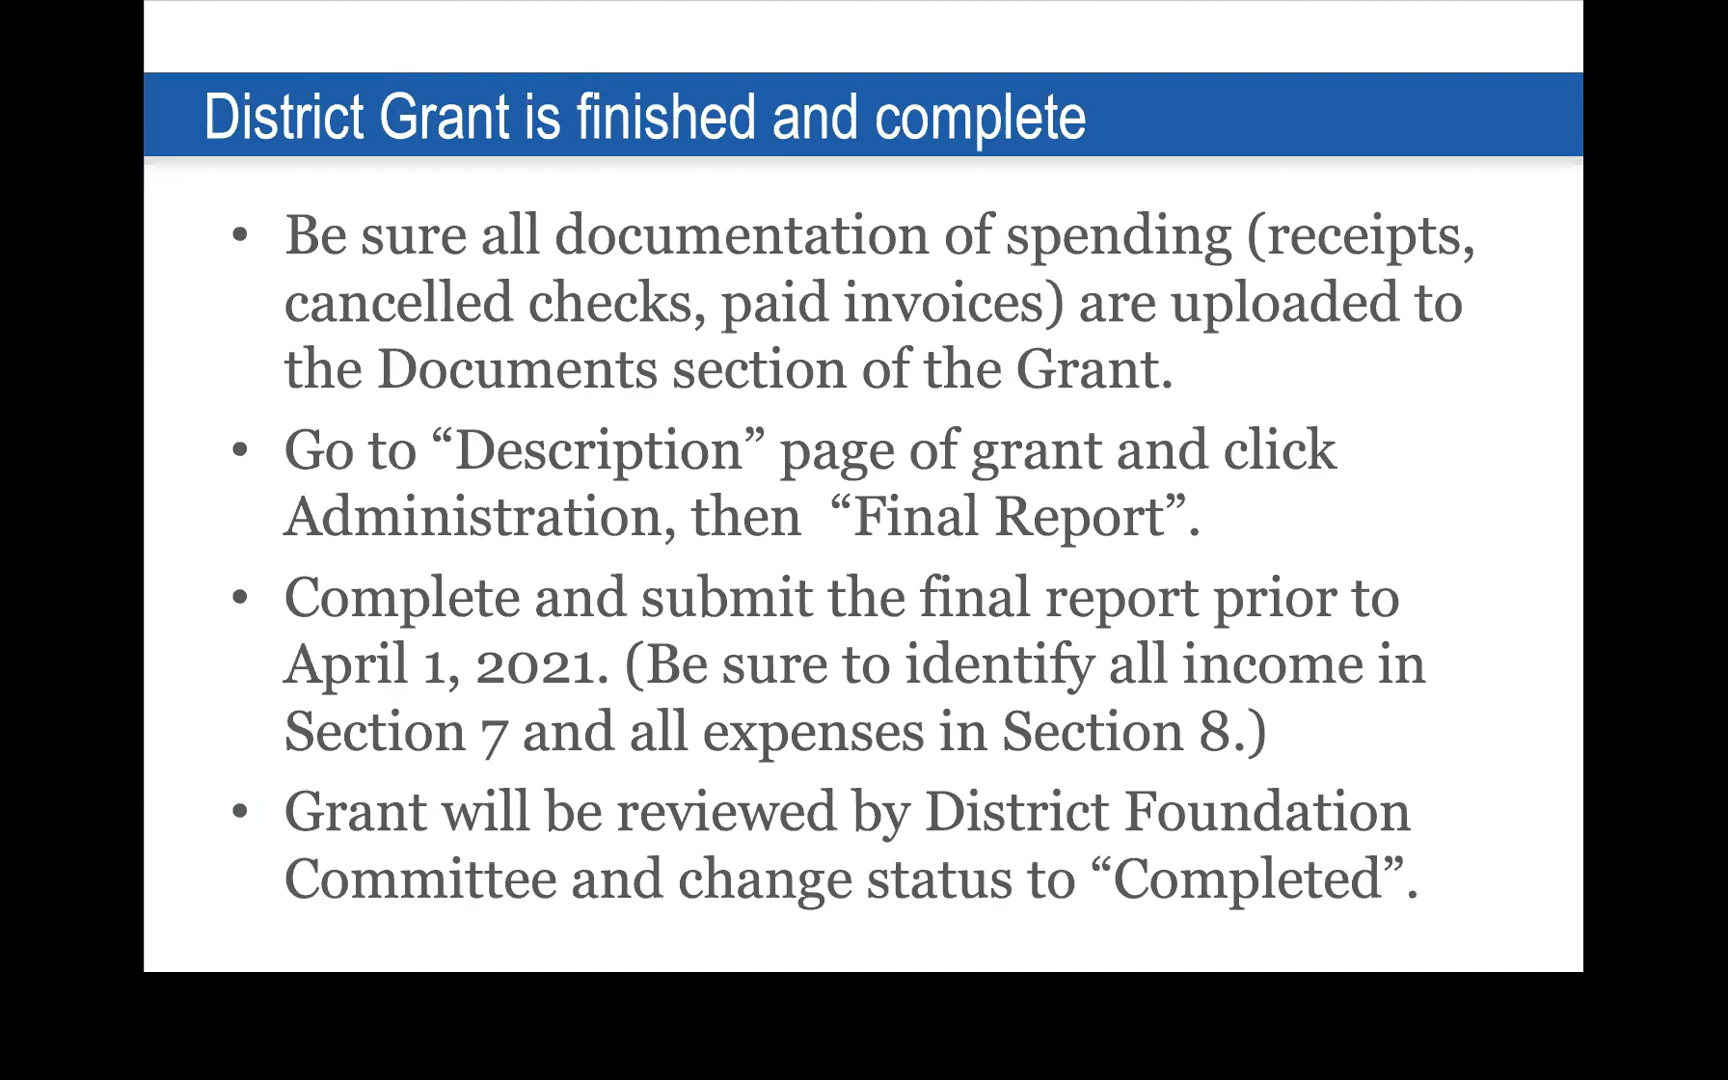 District Grant is finished and complete
• Be sure all documentation of spending (receipts,
cancelled checks, paid invoices) are uploaded to
the Documents section of the Grant.
• Go to “Description” page of grant and click
Administration, then  “Final Report”.
• Complete and submit the final report prior to
April 1, 2021. (Be sure to identify all income in
Section 7 and all expenses in Section 8.)
• Grant will be reviewed by District Foundation
Committee and change status to “Completed”.